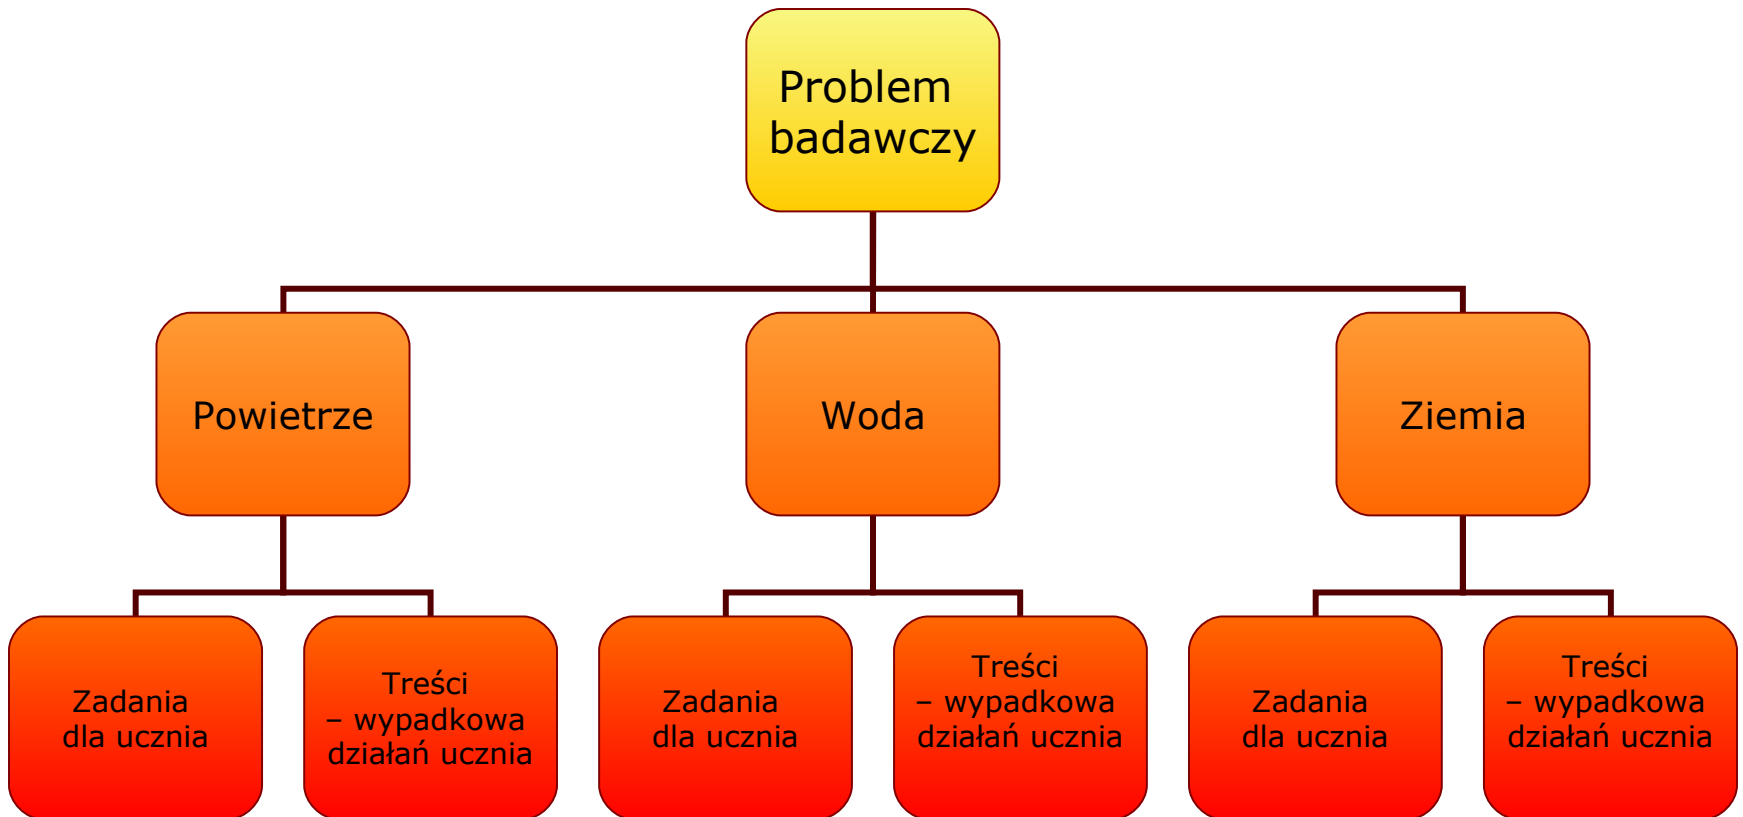 Problem
badawczy
Powietrze
Woda
Ziemia
Zadania
dla ucznia
Treści
– wypadkowa
działań ucznia
Zadania
dla ucznia
Treści
– wypadkowa
działań ucznia
Zadania
dla ucznia
Treści
– wypadkowa
działań ucznia